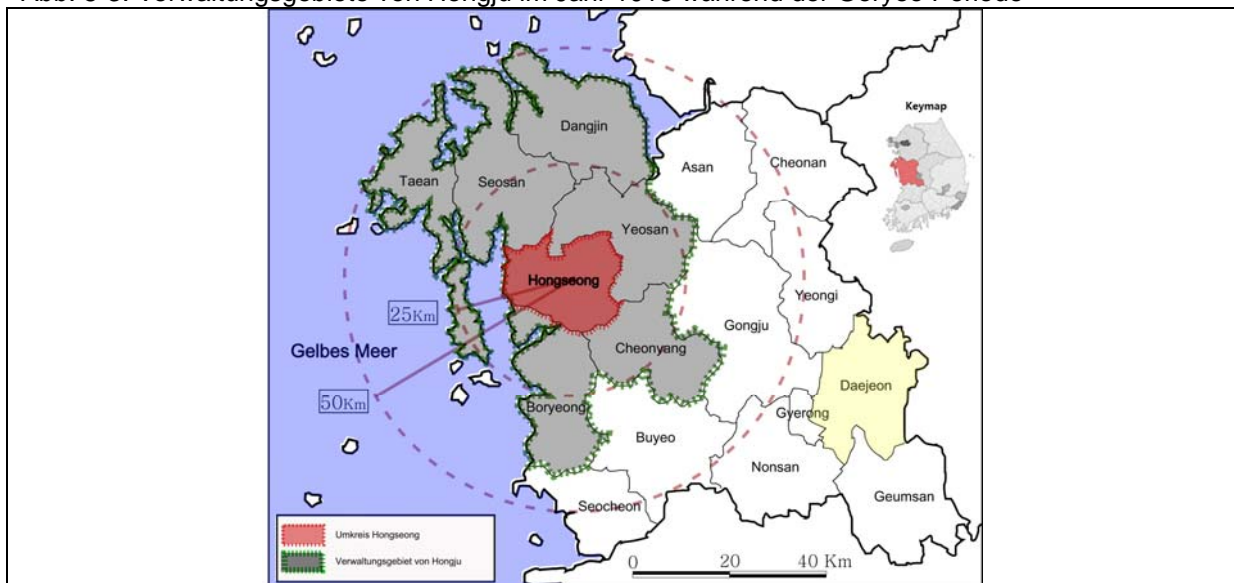 Abb. Verwaltungsgebiete von Hongju im Jahr 1018 während der Goryeo Periode
Keymap
Dangjin
Asan
Cheonan
Taean
Seosan
Yeosan
Hongseong
Yeongi
25Km
Gongju
Gelbes Meer
Cheonyang
Daejeon
50Km
Boryeong
Gyerong
Buyeo
Nonsan
Geumsan
Seocheon
Umkreis Hongseong
Verwaltungsgebiet von Hongju
0 20 40 Km